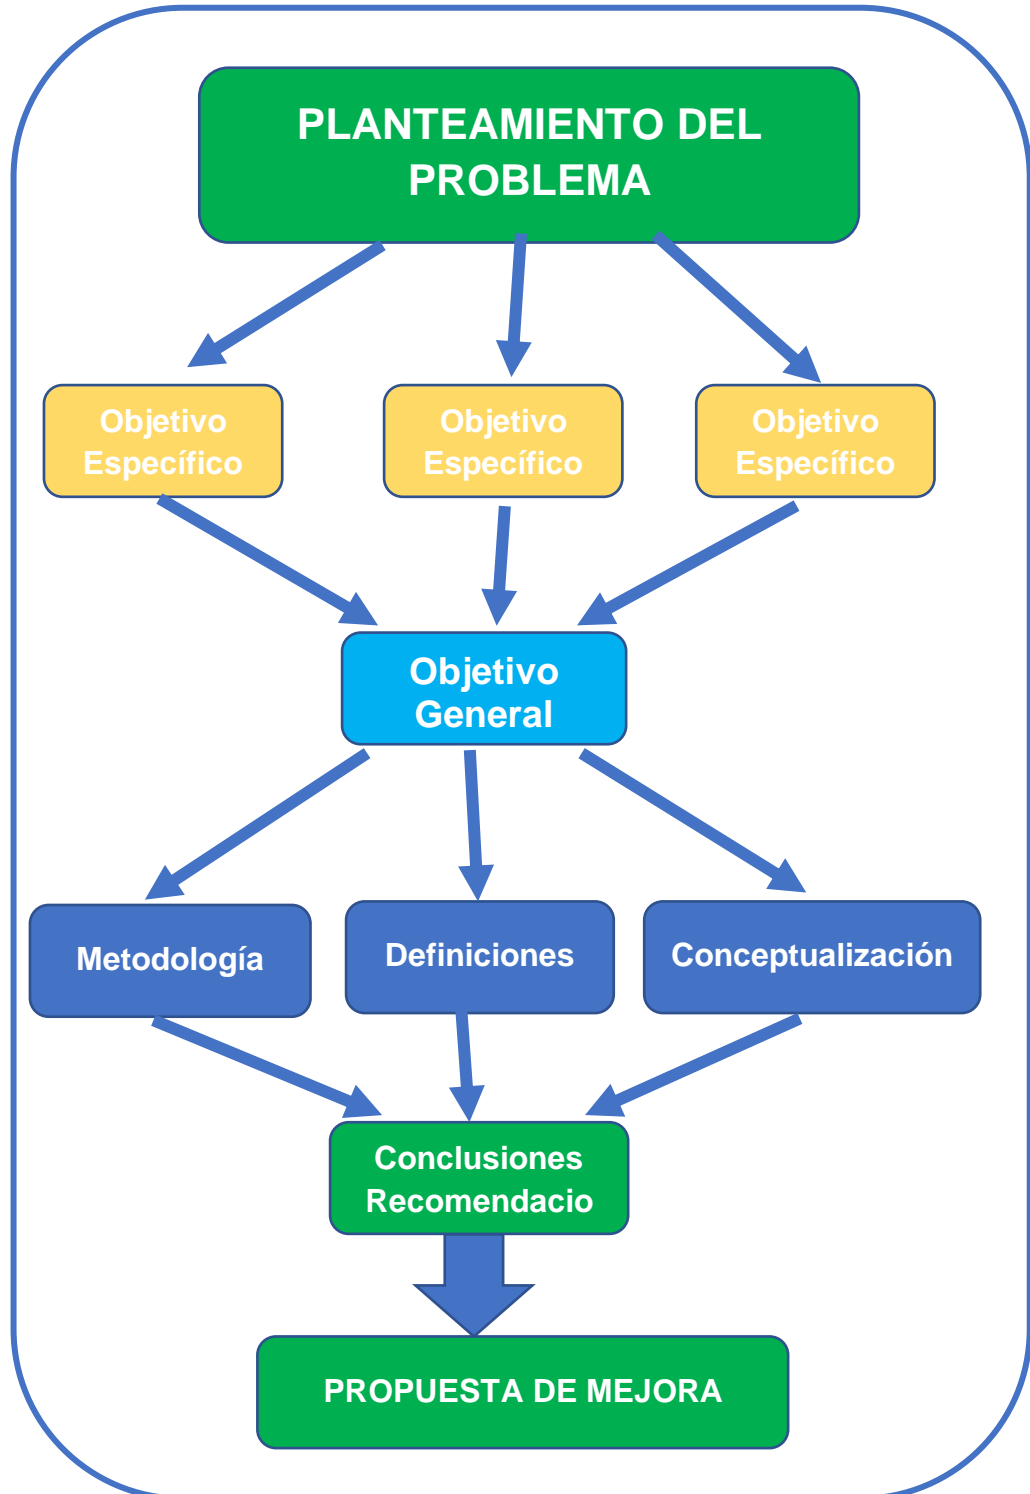 PLANTEAMIENTO DEL
PROBLEMA
Objetivo
Específico
Objetivo
Específico
Objetivo
Específico
Objetivo
General
Metodología
Definiciones
Conceptualización
Conclusiones
Recomendacio
PROPUESTA DE MEJORA